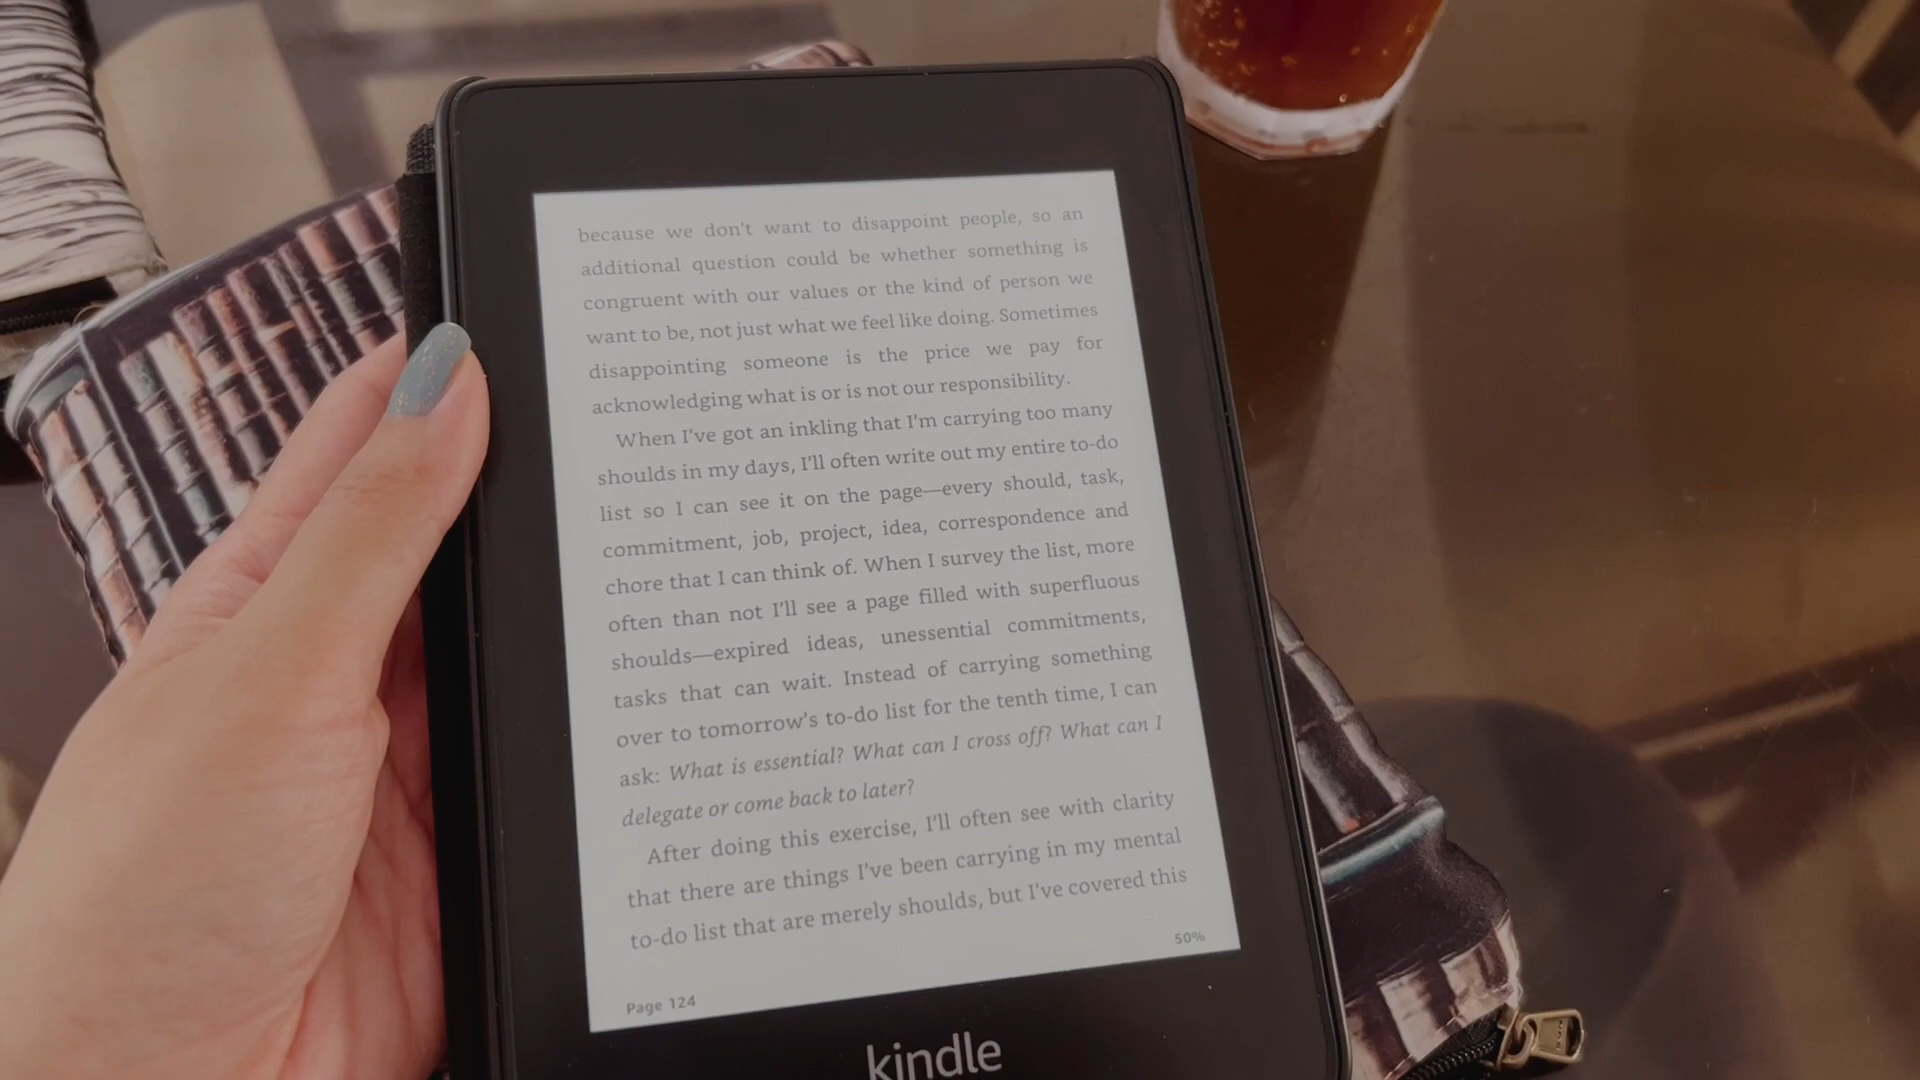 because we don't want to disappoint people, so an
additional question could be whether something is
congruent with our values or the kind of person we
want to be, not just what we feel like doing. Sometimes
disappointing someone is the price we pay for
acknowledging what is or is not our responsibility.
When I've got an inkling that I'm carrying too many
shoulds in my days, I'll often write out my entire to-do
list so I can see it on the page—every should, task,
commitment, job, project, idea, correspondence and
chore that I can think of. When I survey the list, more
often than not I'll see a page filled with superfluous
shoulds—expired ideas, unessential commitments,
tasks that can wait. Instead of carrying something
over to tomorrow's to-do list for the tenth time, I can
ask: What is essential? What can I cross off? What can I
delegate or come back to later?
After doing this exercise, I'll often see with clarity
that there are things I've been carrying in my mental
to-do list that are merely shoulds, but I've covered this
50%
Page 124
kindle